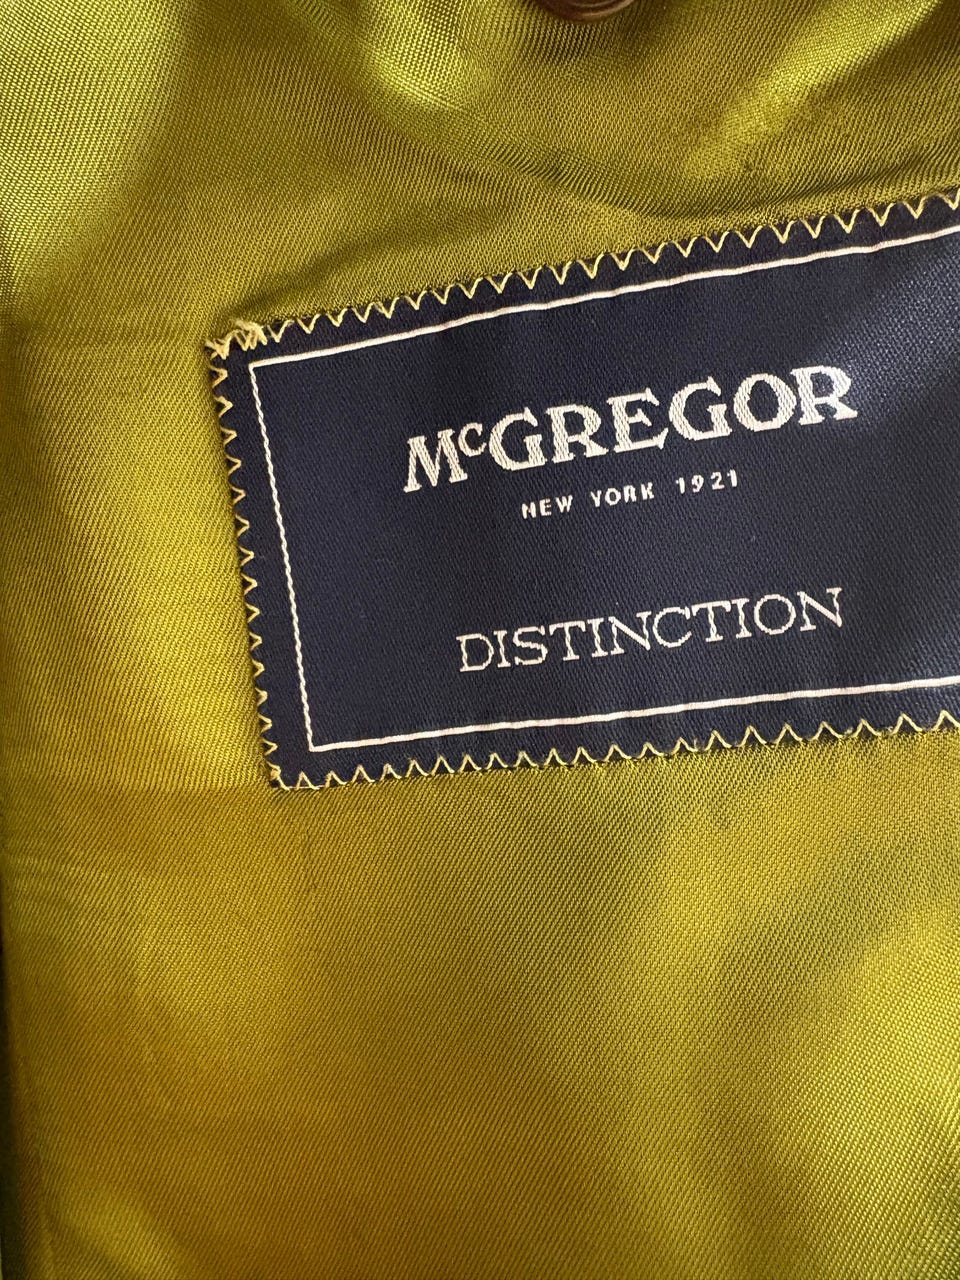 McGREGOR
NEW YORK 1921
DISTINCTION